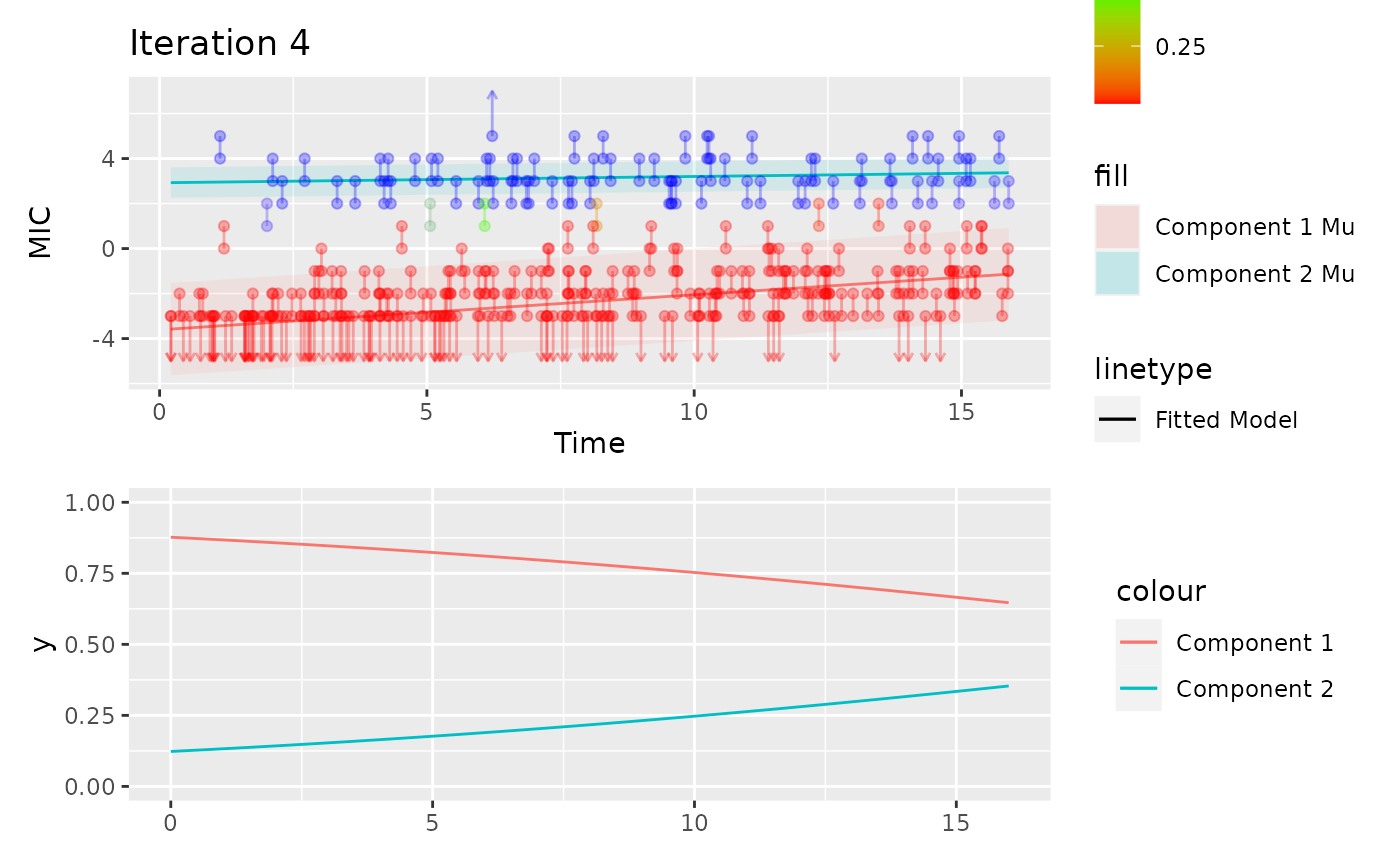 Iteration 4
4
0
-4
MIC
0
5
10
15
Time
0.25
fill
Component 1 Mu
Component 2 Mu
linetype
Fitted Model
1.00
0.75
0.50
0.25
0.00
y
0
5
10
15
colour
Component 1
Component 2